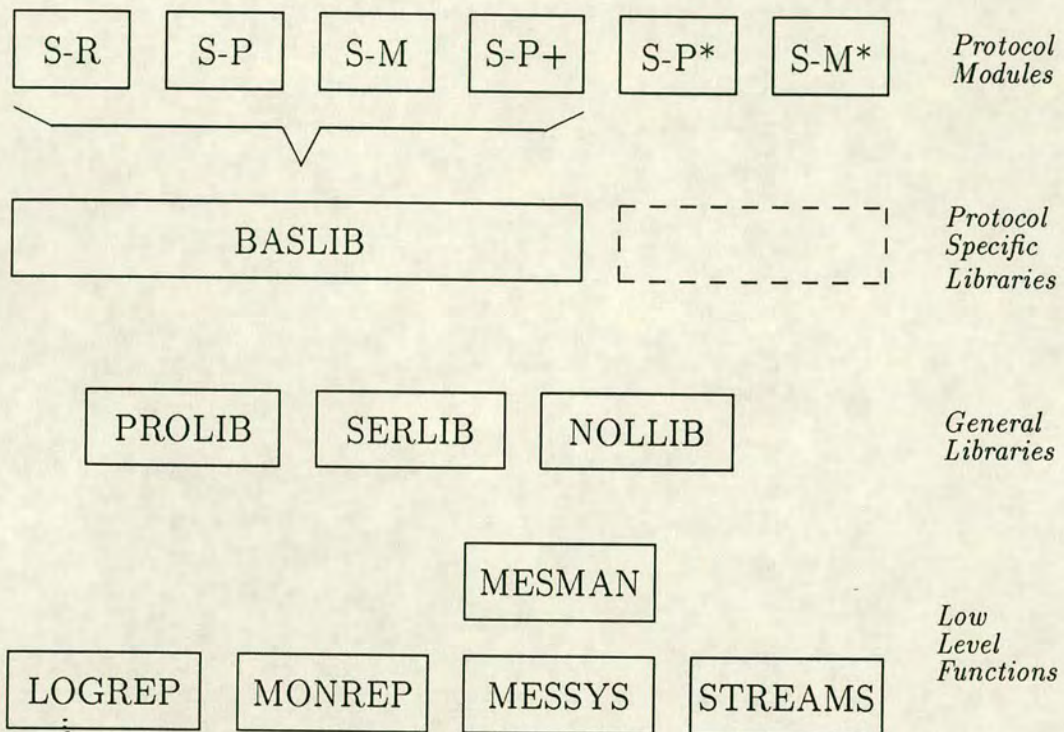 S-R S-P S-M S-P+ S-P* S-M*
Protocol
Modules
BASLIB
Protocol
Specific
Libraries
PROLIB SERLIB NOLLIB
General
Libraries
MESMAN
Low
Level
Functions
LOGREP MONREP MESSYS STREAMS